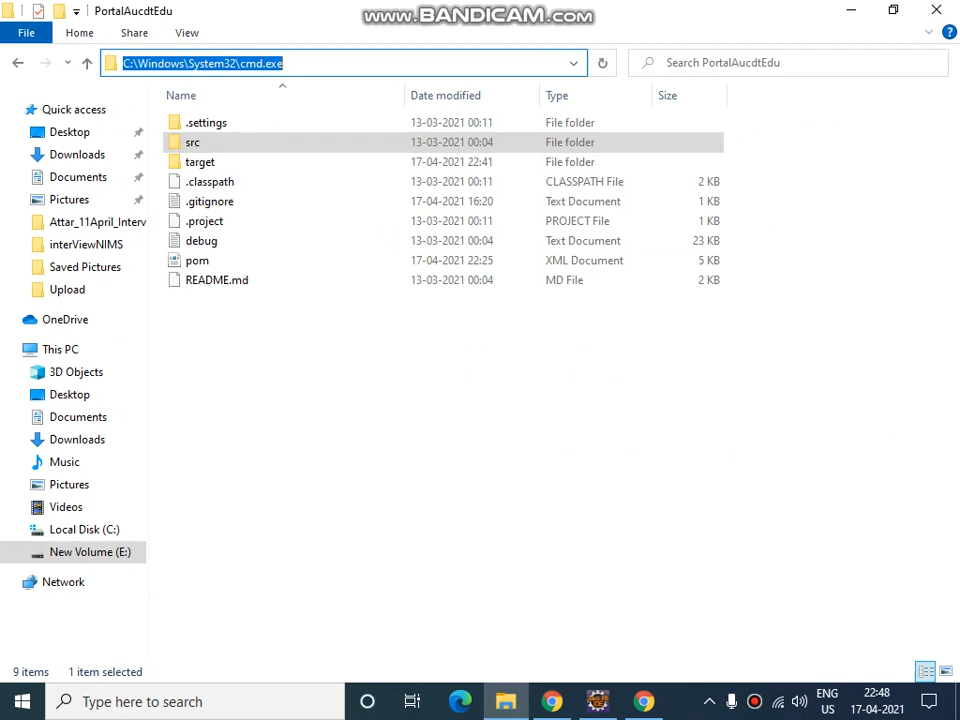 PortalAucdtEdu
www.BANDICAM.com
File Home Share View
C:\Windows\System32\cmd.exe
Search PortalAucdtEdu
Name Date modified Type Size
.settings 13-03-2021 00:11 File folder
src 13-03-2021 00:04 File folder
target 17-04-2021 22:41 File folder
.classpath 13-03-2021 00:11 CLASSPATH File 2 KB
.gitignore 17-04-2021 16:20 Text Document 1 KB
.project 13-03-2021 00:11 PROJECT File 1 KB
debug 13-03-2021 00:04 Text Document 23 KB
pom 17-04-2021 22:25 XML Document 5 KB
README.md 13-03-2021 00:04 MD File 2 KB
Quick access
Desktop
Downloads
Documents
Pictures
Attar_11April_Interv
interViewNIMS
Saved Pictures
Upload
OneDrive
This PC
3D Objects
Desktop
Documents
Downloads
Music
Pictures
Videos
Local Disk (C:)
New Volume (E:)
Network
9 items 1 item selected
Type here to search
ENG
US
22:48
17-04-2021